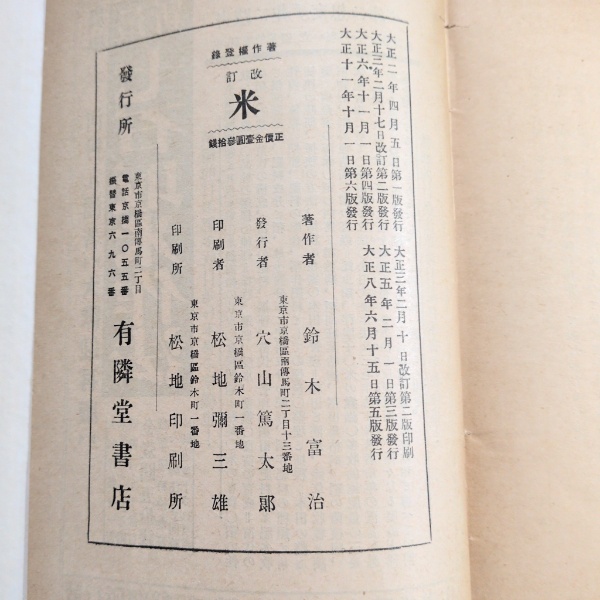 大正二年四月五日第一版發行
大正三年二月十日改訂第二版印刷
大正三年二月十七日改訂第二版發行
大正五年二月一日第三版發行
大正六年十一月一日第四版發行
大正八年六月十五日第五版發行
大正十一年十月一日第六版發行
著作權登錄
改訂
米
正價金壹圓參拾錢
著作者 鈴木富治
東京市京橋區南傳馬町二丁目十三番地
發行者 穴山篤太郎
東京市京橋區鈴木町一番地
印刷者 松地彌三雄
東京市京橋區鈴木町一番地
印刷所 松地印刷所
發行所
東京市京橋區南傳馬町二丁目
電話京橋一〇五五番
振替東京六九六番
有隣堂書店